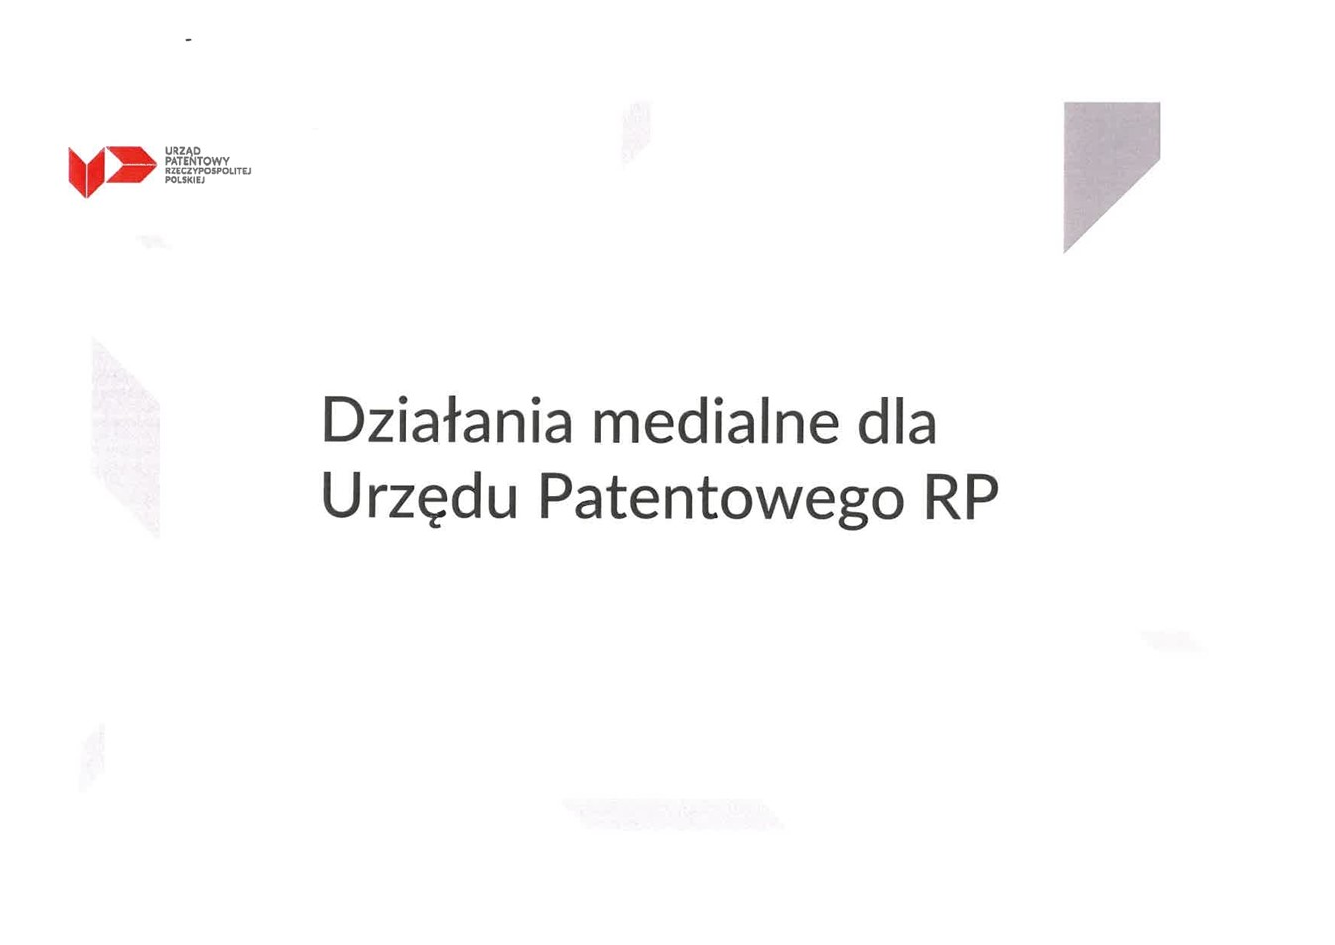 URZĄD
PATENTOWY
RZECZYPOSPOLITEJ
POLSKIEJ
Działania medialne dla
Urzędu Patentowego RP